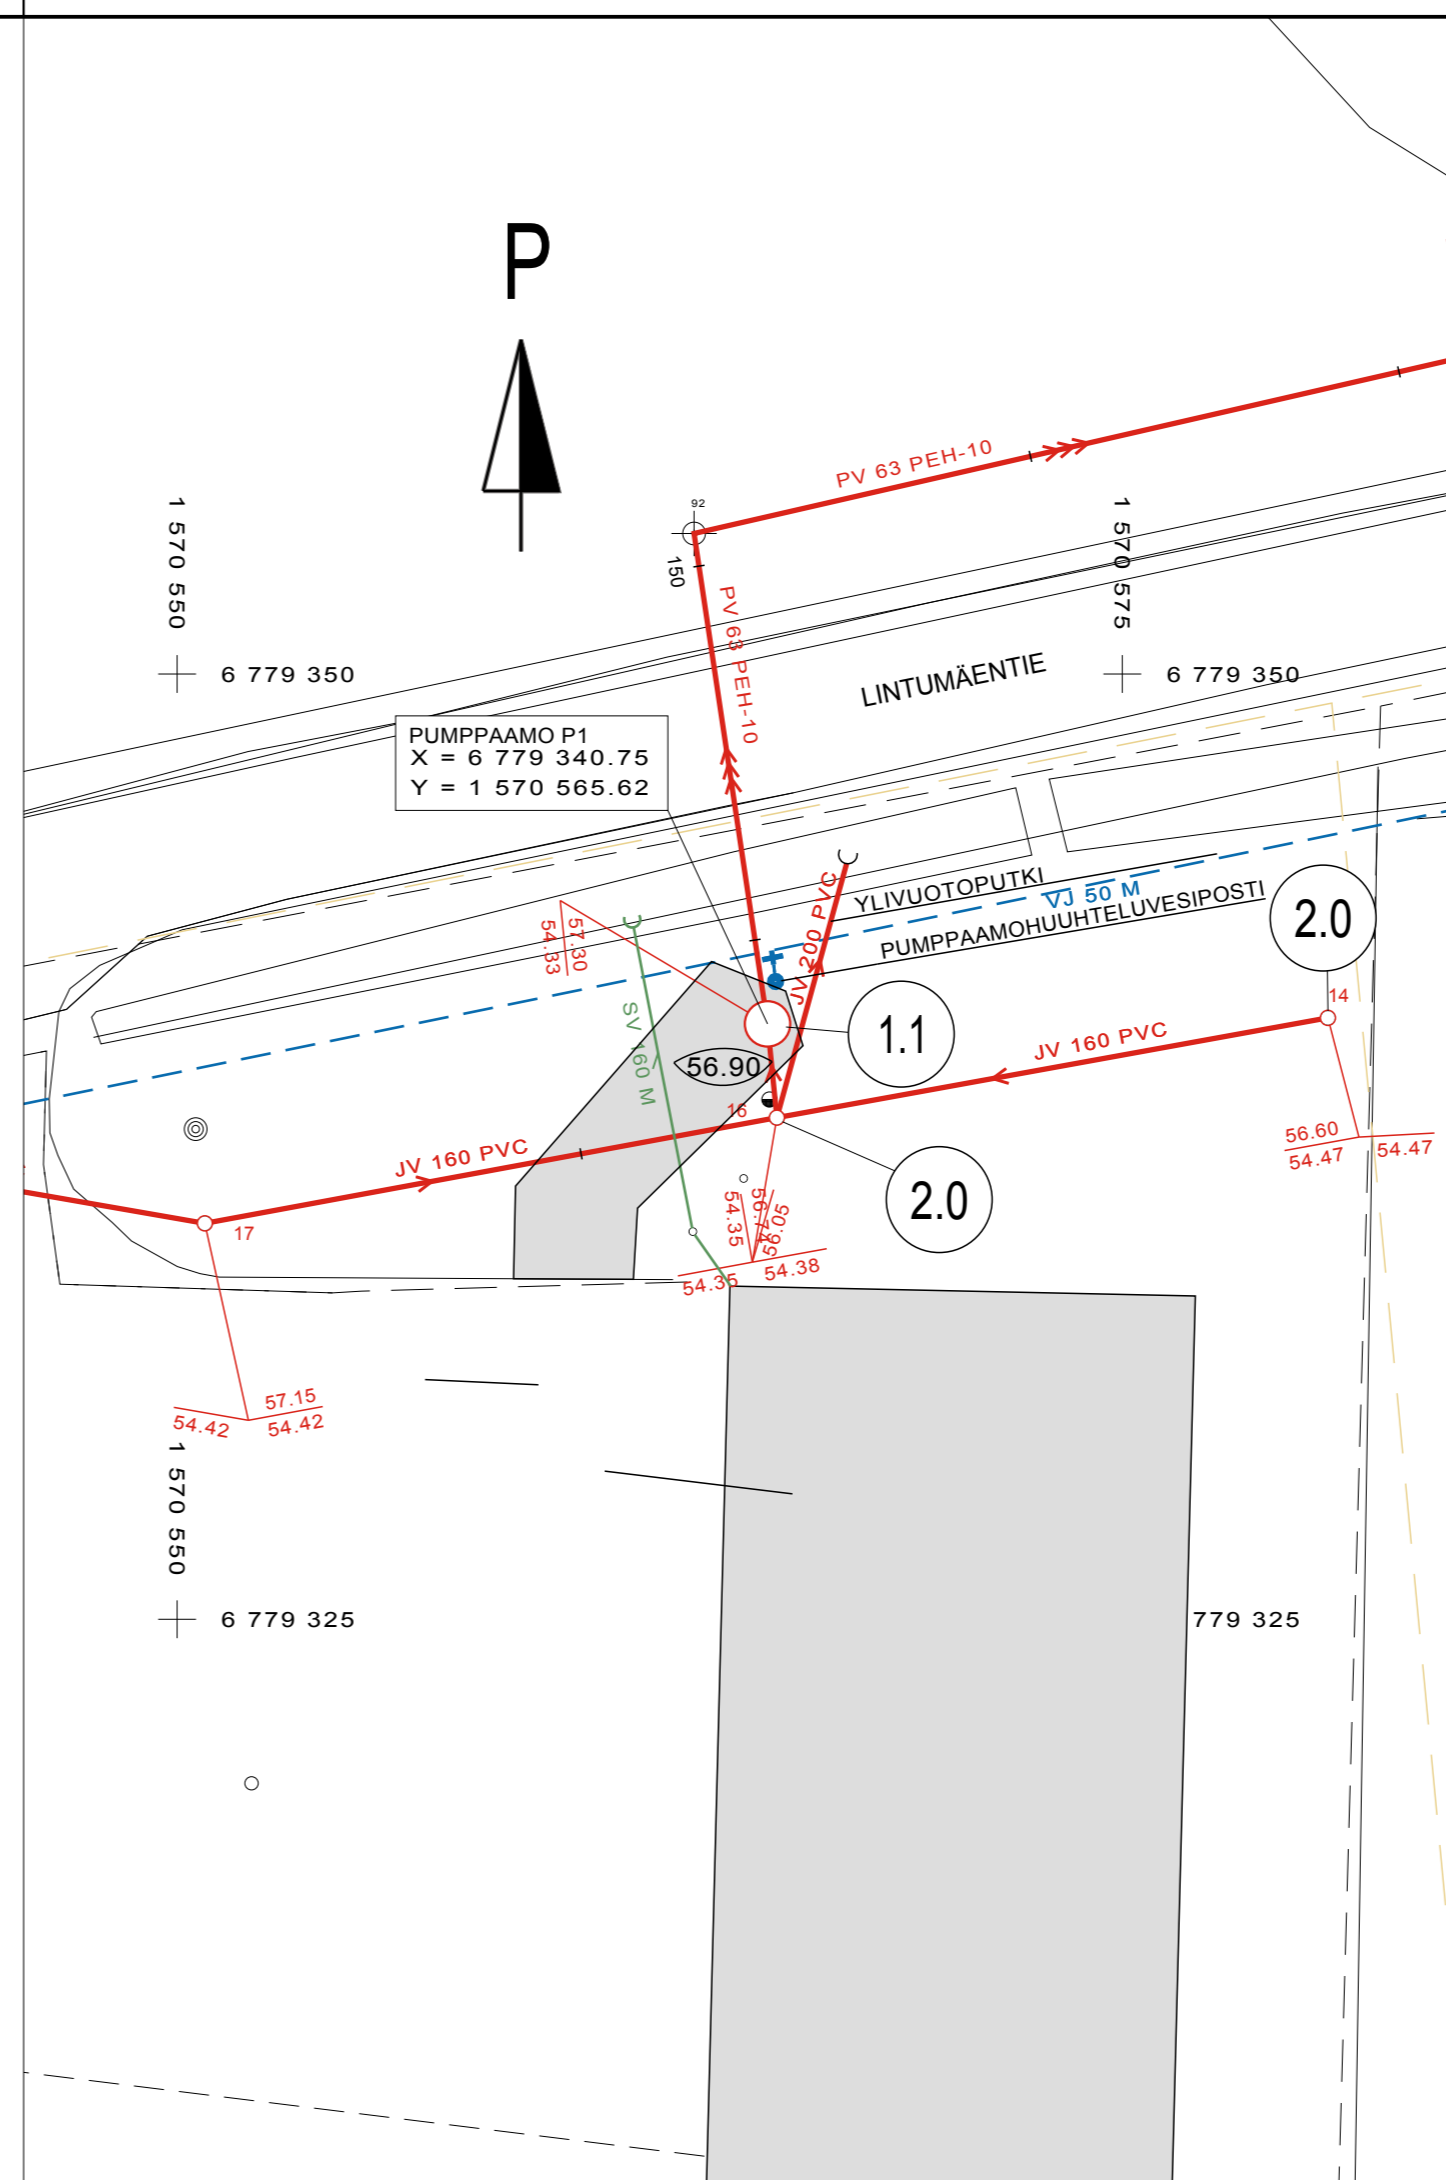 P
PV 63 PEH-10
92
150
1 570 550
1 570 575
PV 63 PEH-10
6 779 350
LINTUMÄENTIE
6 779 350
PUMPPAAMO P1
X = 6 779 340.75
Y = 1 570 565.62
YLIVUOTOPUTKI
VJ 50 M
PUMPPAAMOHUUHTELUVESIPOSTI
2.0
JV 200 PVC
57.30
54.33
SV 160 M
14
1.1
JV 160 PVC
56.90
16
56.60
54.47
54.47
JV 160 PVC
2.0
17
54.35
56.74
56.05
54.35
54.38
57.15
54.42
54.42
1 570 550
6 779 325
779 325